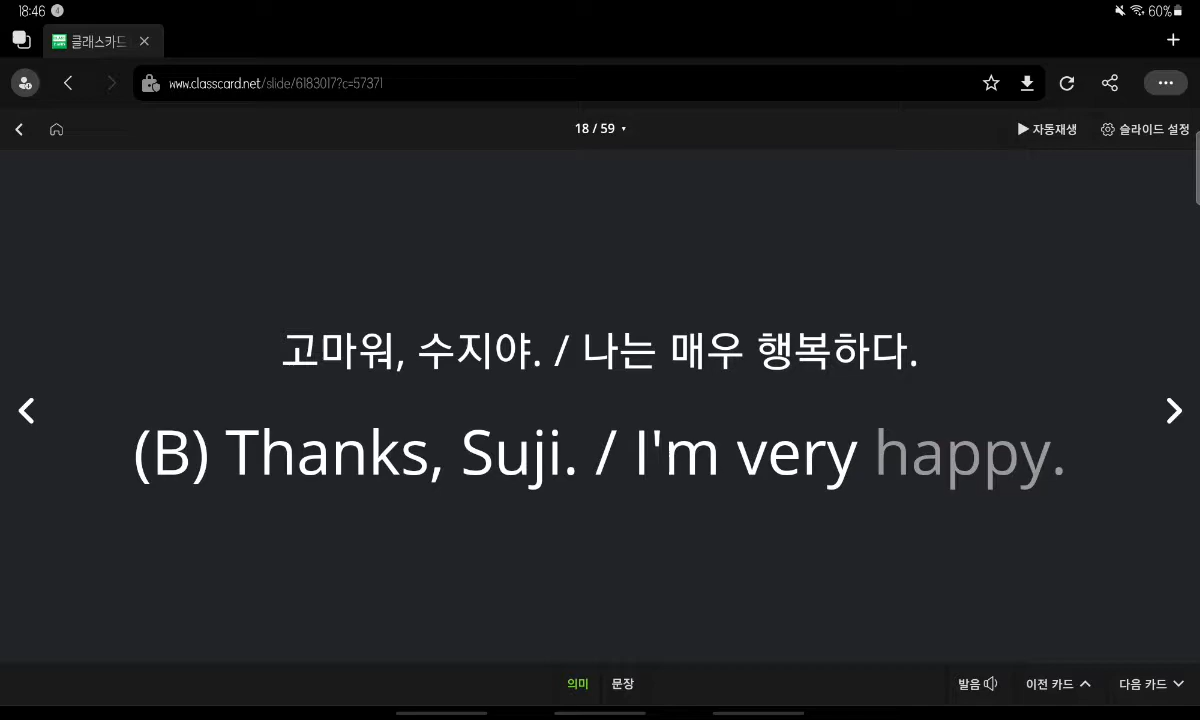 18:46 4 60%
클래스카드
www.classcard.net/slide/6183017?c=57371
18 / 59 자동재생 슬라이드 설정
고마워, 수지야. / 나는 매우 행복하다.
(B) Thanks, Suji. / I'm very happy.
의미 문장 발음 이전 카드 다음 카드